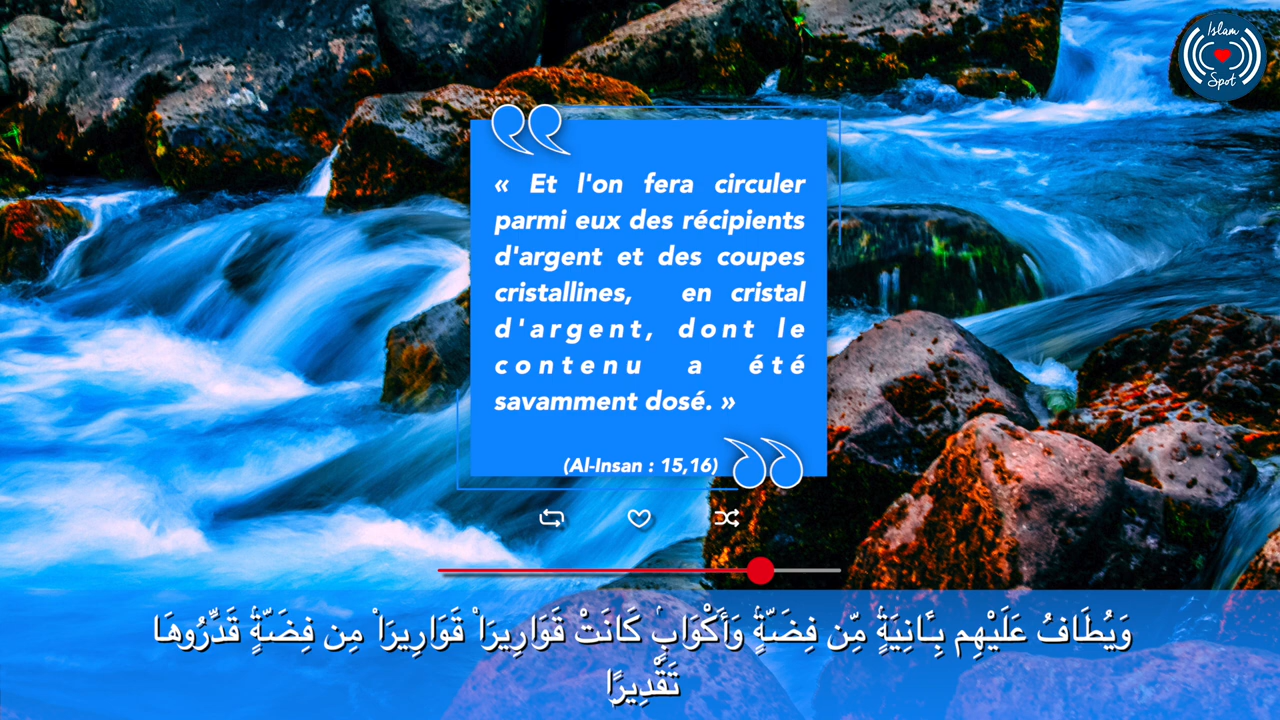 Islam
Spot
« Et l'on fera circuler
parmi eux des récipients
d'argent et des coupes
cristallines, en cristal
d'argent, dont le
contenu a été
savamment dosé. »
(Al-Insan : 15,16)
وَيُطَافُ عَلَيْهِم بِـَٔانِيَةٍۢ مِّن فِضَّةٍۢ وَأَكْوَابٍۢ كَانَتْ قَوَارِيرَا۠ قَوَارِيرَا۟ مِن فِضَّةٍۢ قَدَّرُوهَا
تَقْدِيرًۭا